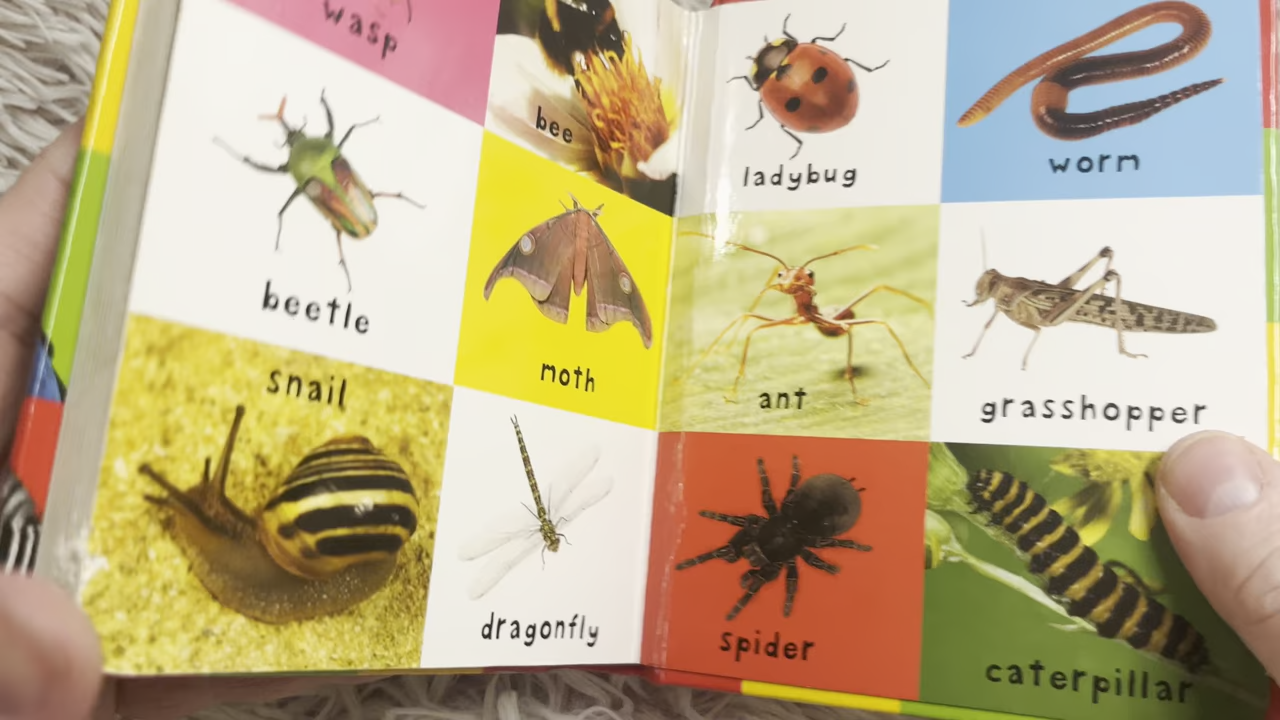 wasp
bee
beetle
moth
snail
dragonfly
ladybug
worm
ant
grasshopper
spider
caterpillar